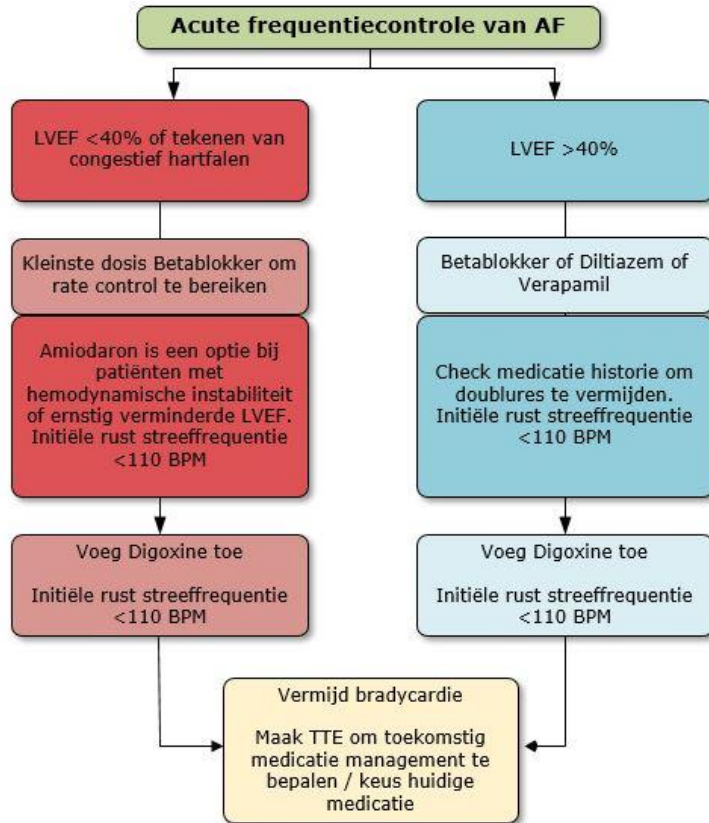 Acute frequentiecontrole van AF
LVEF <40% of tekenen van
congestief hartfalen
LVEF >40%
Kleinste dosis Betablokker om
rate control te bereiken
Betablokker of Diltiazem of
Verapamil
Amiodaron is een optie bij
patiënten met
hemodynamische instabiliteit
of ernstig verminderde LVEF.
Initiële rust streeffrequentie
<110 BPM
Check medicatie historie om
doublures te vermijden.
Initiële rust streeffrequentie
<110 BPM
Voeg Digoxine toe
Initiële rust streeffrequentie
<110 BPM
Voeg Digoxine toe
Initiële rust streeffrequentie
<110 BPM
Vermijd bradycardie
Maak TTE om toekomstig
medicatie management te
bepalen / keus huidige
medicatie